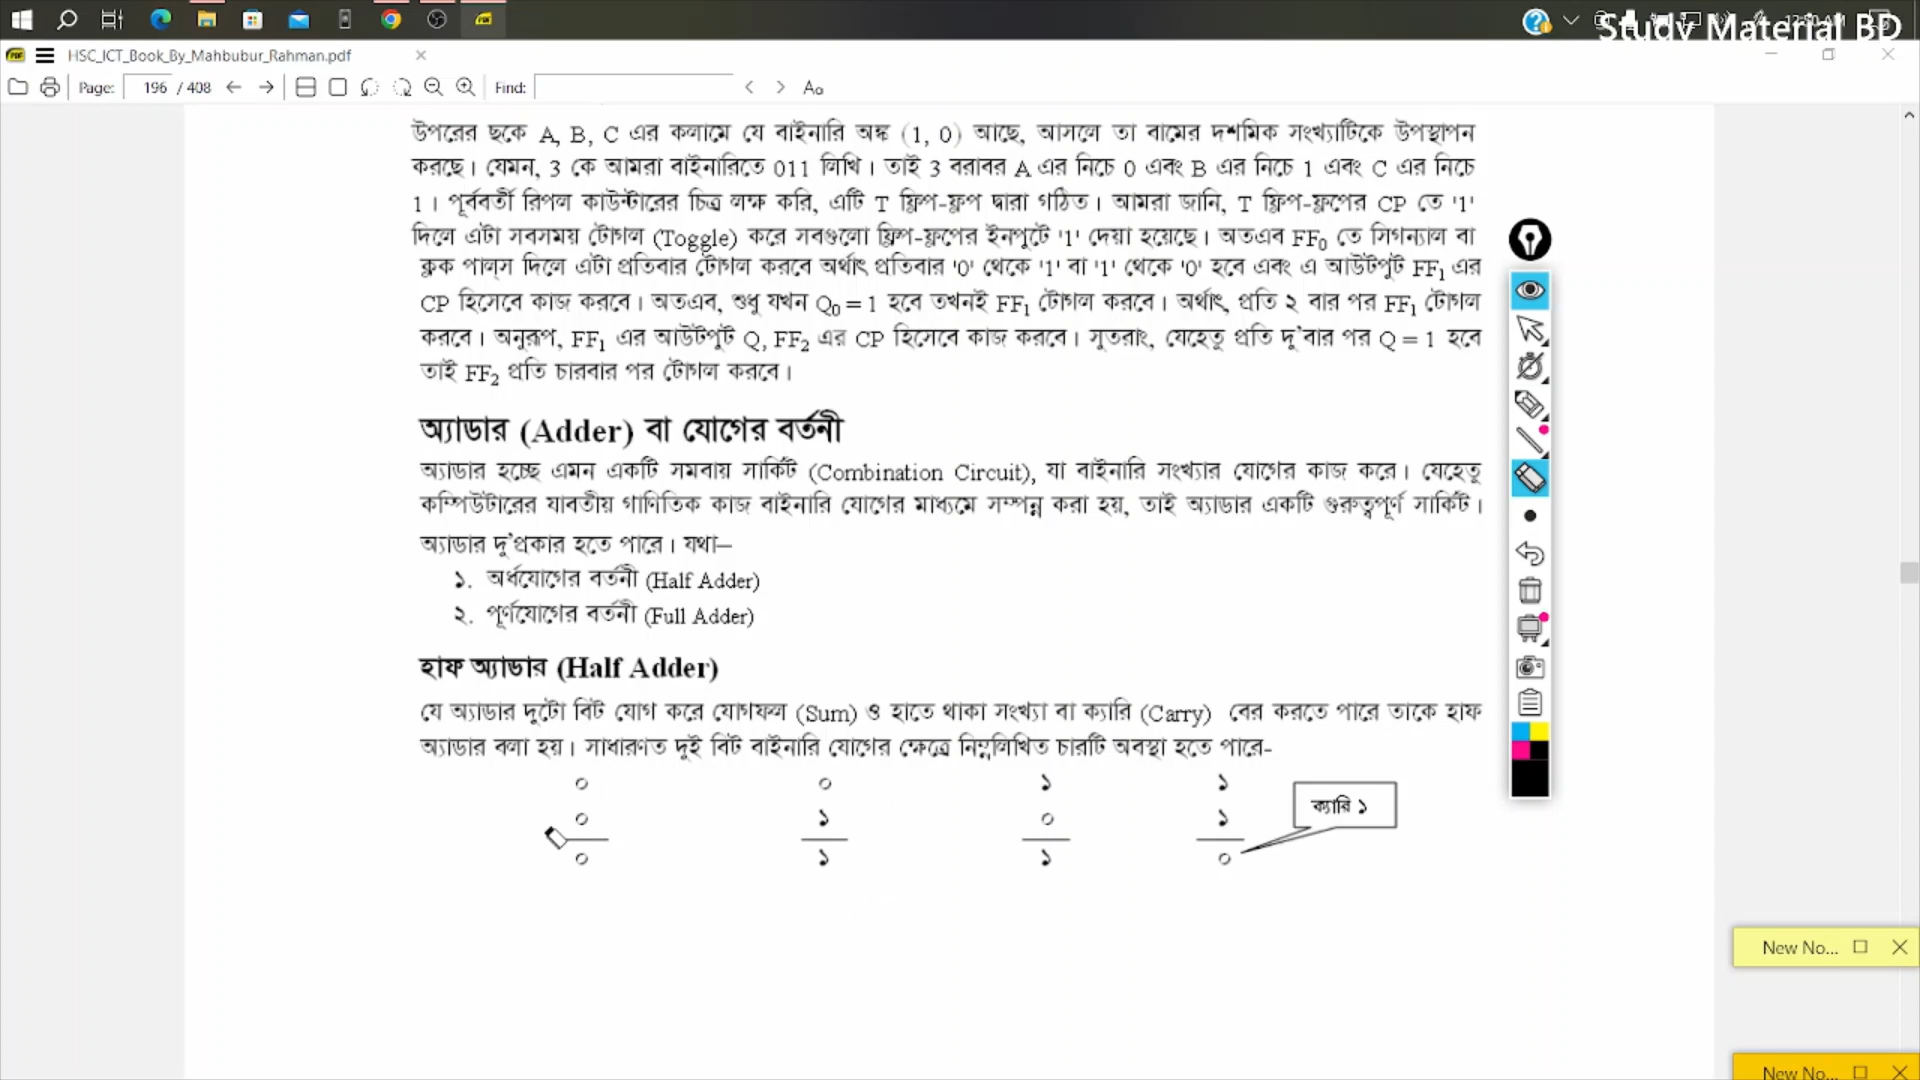 Study Material BD
HSC_ICT_Book_By_Mahbubur_Rahman.pdf
Page: 196 / 408 Find:
উপরের ছকে A, B, C এর কলামে যে বাইনারি অঙ্ক (1, 0) আছে, আসলে তা বামের দশমিক সংখ্যাটিকে উপস্থাপন
করছে। যেমন, 3 কে আমরা বাইনারিতে 011 লিখি। তাই 3 বরাবর A এর নিচে 0 এবং B এর নিচে 1 এবং C এর নিচে
1। পূর্ববর্তী রিপল কাউন্টারের চিত্র লক্ষ করি, এটি T ফ্লিপ-ফ্লপ দ্বারা গঠিত। আমরা জানি, T ফ্লিপ-ফ্লপের CP তে '1'
দিলে এটা সবসময় টোগল (Toggle) করে সবগুলো ফ্লিপ-ফ্লপের ইনপুটে '1' দেয়া হয়েছে। অতএব FF₀ তে সিগন্যাল বা
ক্লক পাল্‌স দিলে এটা প্রতিবার টোগল করবে অর্থাৎ প্রতিবার '0' থেকে '1' বা '1' থেকে '0' হবে এবং এ আউটপুট FF₁ এর
CP হিসেবে কাজ করবে। অতএব, শুধু যখন Q₀ = 1 হবে তখনই FF₁ টোগল করবে। অর্থাৎ, প্রতি ২ বার পর FF₁ টোগল
করবে। অনুরূপ, FF₁ এর আউটপুট Q, FF₂ এর CP হিসেবে কাজ করবে। সুতরাং, যেহেতু প্রতি দু’বার পর Q = 1 হবে
তাই FF₂ প্রতি চারবার পর টোগল করবে।
অ্যাডার (Adder) বা যোগের বর্তনী
অ্যাডার হচ্ছে এমন একটি সমবায় সার্কিট (Combination Circuit), যা বাইনারি সংখ্যার যোগের কাজ করে। যেহেতু
কম্পিউটারের যাবতীয় গাণিতিক কাজ বাইনারি যোগের মাধ্যমে সম্পন্ন করা হয়, তাই অ্যাডার একটি গুরুত্বপূর্ণ সার্কিট।
অ্যাডার দু’প্রকার হতে পারে। যথা–
১. অর্ধযোগের বর্তনী (Half Adder)
২. পূর্ণযোগের বর্তনী (Full Adder)
হাফ অ্যাডার (Half Adder)
যে অ্যাডার দুটো বিট যোগ করে যোগফল (Sum) ও হাতে থাকা সংখ্যা বা ক্যারি (Carry) বের করতে পারে তাকে হাফ
অ্যাডার বলা হয়। সাধারণত দুই বিট বাইনারি যোগের ক্ষেত্রে নিম্নলিখিত চারটি অবস্থা হতে পারে-
০ ০ ১ ১
ক্যারি ১
০ ১ ০ ১
০ ১ ১ ০
New No...
New No...